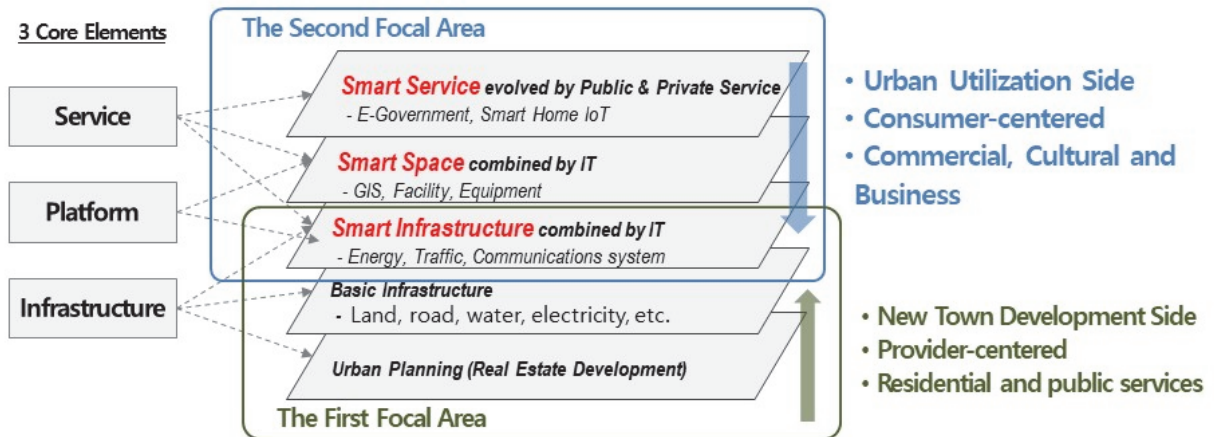 3 Core Elements
Service
Platform
Infrastructure
The Second Focal Area
Smart Service evolved by Public & Private Service
- E-Government, Smart Home IoT
Smart Space combined by IT
- GIS, Facility, Equipment
Smart Infrastructure combined by IT
- Energy, Traffic, Communications system
Basic Infrastructure
- Land, road, water, electricity, etc.
Urban Planning (Real Estate Development)
The First Focal Area
• Urban Utilization Side
• Consumer-centered
• Commercial, Cultural and
Business
• New Town Development Side
• Provider-centered
• Residential and public services